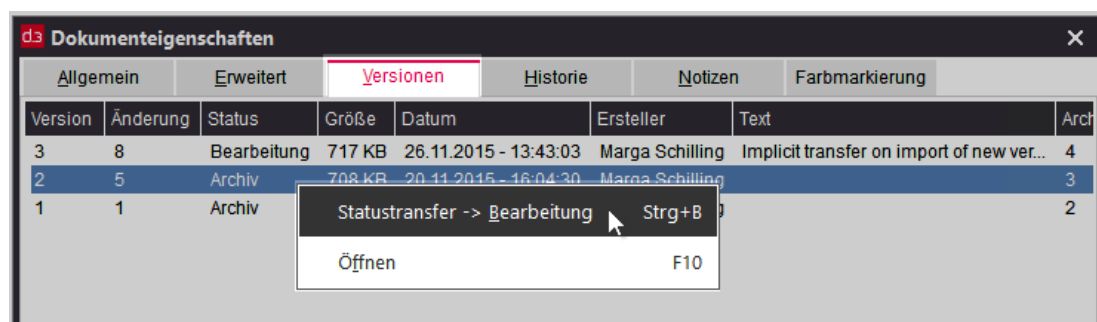 d3 Dokumenteigenschaften
Allgemein Erweitert Versionen Historie Notizen Farbmarkierung
Version Änderung Status Größe Datum Ersteller Text Arch
3 8 Bearbeitung 717 KB 26.11.2015 - 13:43:03 Marga Schilling Implicit transfer on import of new ver... 4
2 5 Archiv 708 KB 20.11.2015 - 16:04:30 Marga Schilling 3
1 1 Archiv 2
Statustransfer -> Bearbeitung Strg+B
Öffnen F10